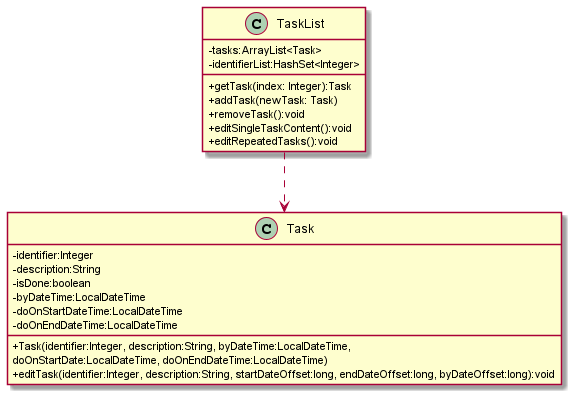 C TaskList
-tasks:ArrayList<Task>
-identifierList:HashSet<Integer>
+getTask(index: Integer):Task
+addTask(newTask: Task)
+removeTask():void
+editSingleTaskContent():void
+editRepeatedTasks():void
C Task
-identifier:Integer
-description:String
-isDone:boolean
-byDateTime:LocalDateTime
-doOnStartDateTime:LocalDateTime
-doOnEndDateTime:LocalDateTime
+Task(identifier:Integer, description:String, byDateTime:LocalDateTime,
doOnStartDate:LocalDateTime, doOnEndDateTime:LocalDateTime)
+editTask(identifier:Integer, description:String, startDateOffset:long, endDateOffset:long, byDateOffset:long):void